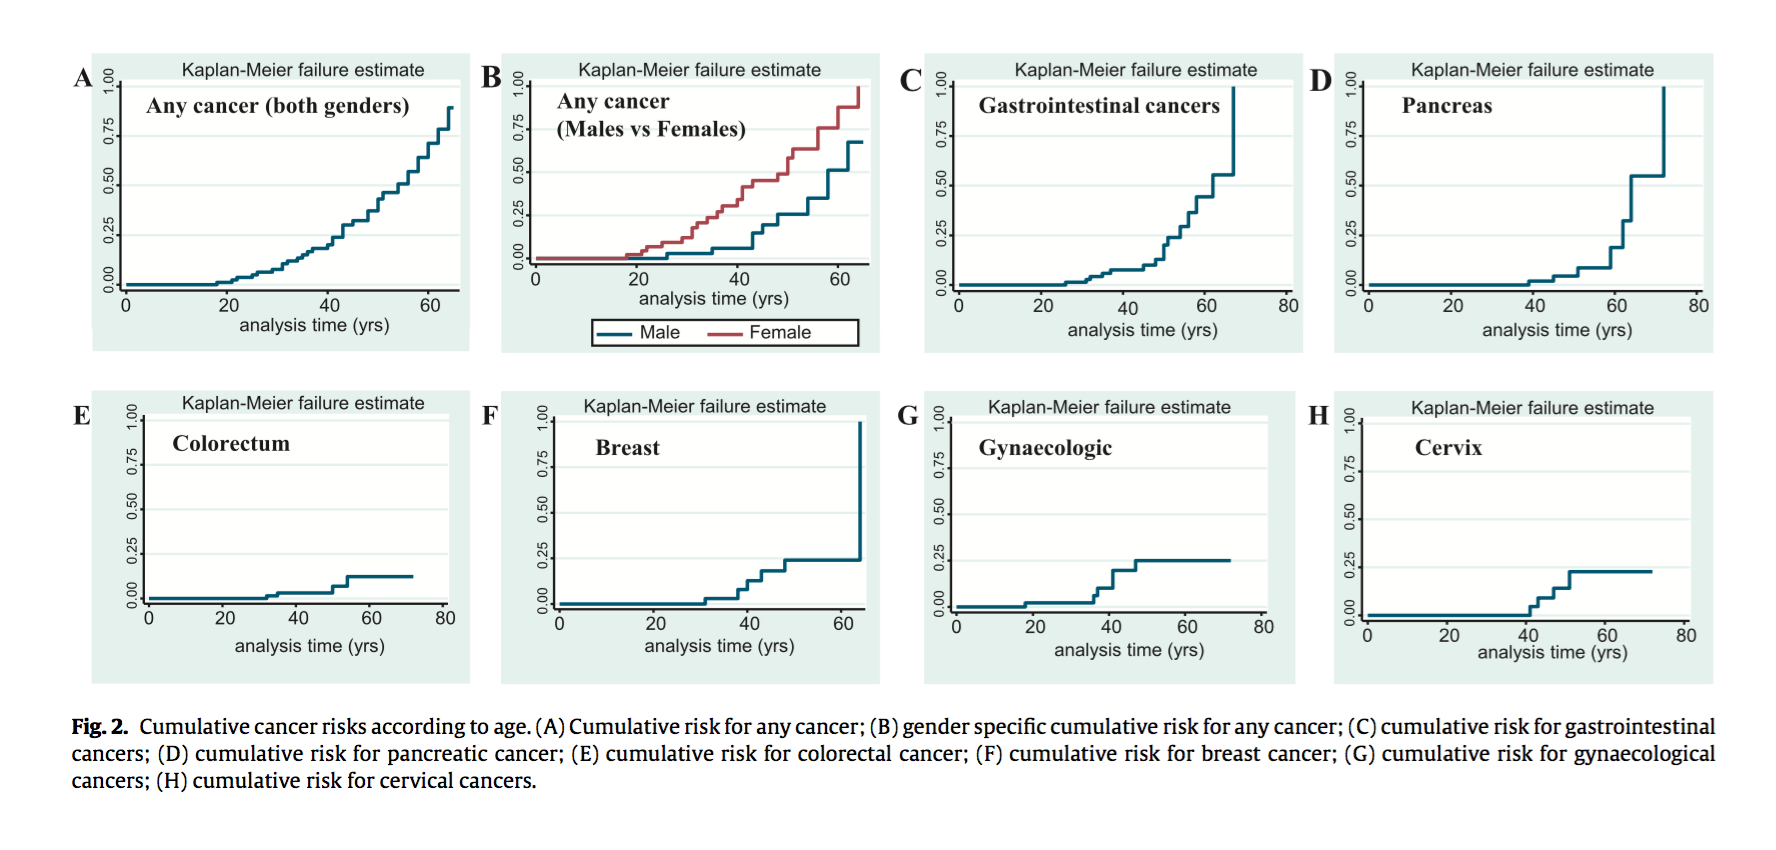 A
Kaplan-Meier failure estimate
Any cancer (both genders)
1.00
0.75
0.50
0.25
0.00
0 20 40 60
analysis time (yrs)
B
Kaplan-Meier failure estimate
Any cancer
(Males vs Females)
1.00
0.75
0.50
0.25
0.00
0 20 40 60
analysis time (yrs)
Male Female
C
Kaplan-Meier failure estimate
Gastrointestinal cancers
1.00
0.75
0.50
0.25
0.00
0 20 40 60 80
analysis time (yrs)
D
Kaplan-Meier failure estimate
Pancreas
1.00
0.75
0.50
0.25
0.00
0 20 40 60 80
analysis time (yrs)
E
Kaplan-Meier failure estimate
Colorectum
1.00
0.75
0.50
0.25
0.00
0 20 40 60 80
analysis time (yrs)
F
Kaplan-Meier failure estimate
Breast
1.00
0.75
0.50
0.25
0.00
0 20 40 60
analysis time (yrs)
G
Kaplan-Meier failure estimate
Gynaecologic
1.00
0.75
0.50
0.25
0.00
0 20 40 60 80
analysis time (yrs)
H
Kaplan-Meier failure estimate
Cervix
1.00
0.75
0.50
0.25
0.00
0 20 40 60 80
analysis time (yrs)
Fig. 2. Cumulative cancer risks according to age. (A) Cumulative risk for any cancer; (B) gender specific cumulative risk for any cancer; (C) cumulative risk for gastrointestinal
cancers; (D) cumulative risk for pancreatic cancer; (E) cumulative risk for colorectal cancer; (F) cumulative risk for breast cancer; (G) cumulative risk for gynaecological
cancers; (H) cumulative risk for cervical cancers.